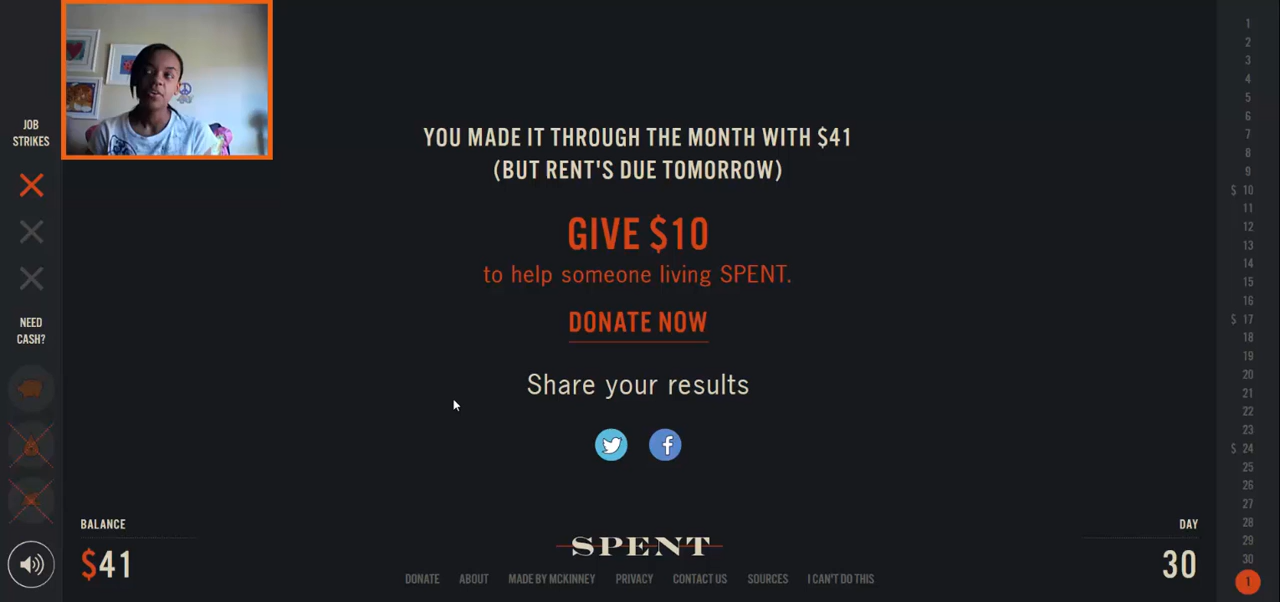 JOB
STRIKES
NEED
CASH?
YOU MADE IT THROUGH THE MONTH WITH $41
(BUT RENT'S DUE TOMORROW)
GIVE $10
to help someone living SPENT.
DONATE NOW
Share your results
BALANCE
$41
SPENT
DONATE ABOUT MADE BY MCKINNEY PRIVACY CONTACT US SOURCES I CAN'T DO THIS
DAY
30
1
2
3
4
5
6
7
8
9
$ 10
11
12
13
14
15
16
$ 17
18
19
20
21
22
23
$ 24
25
26
27
28
29
30
1